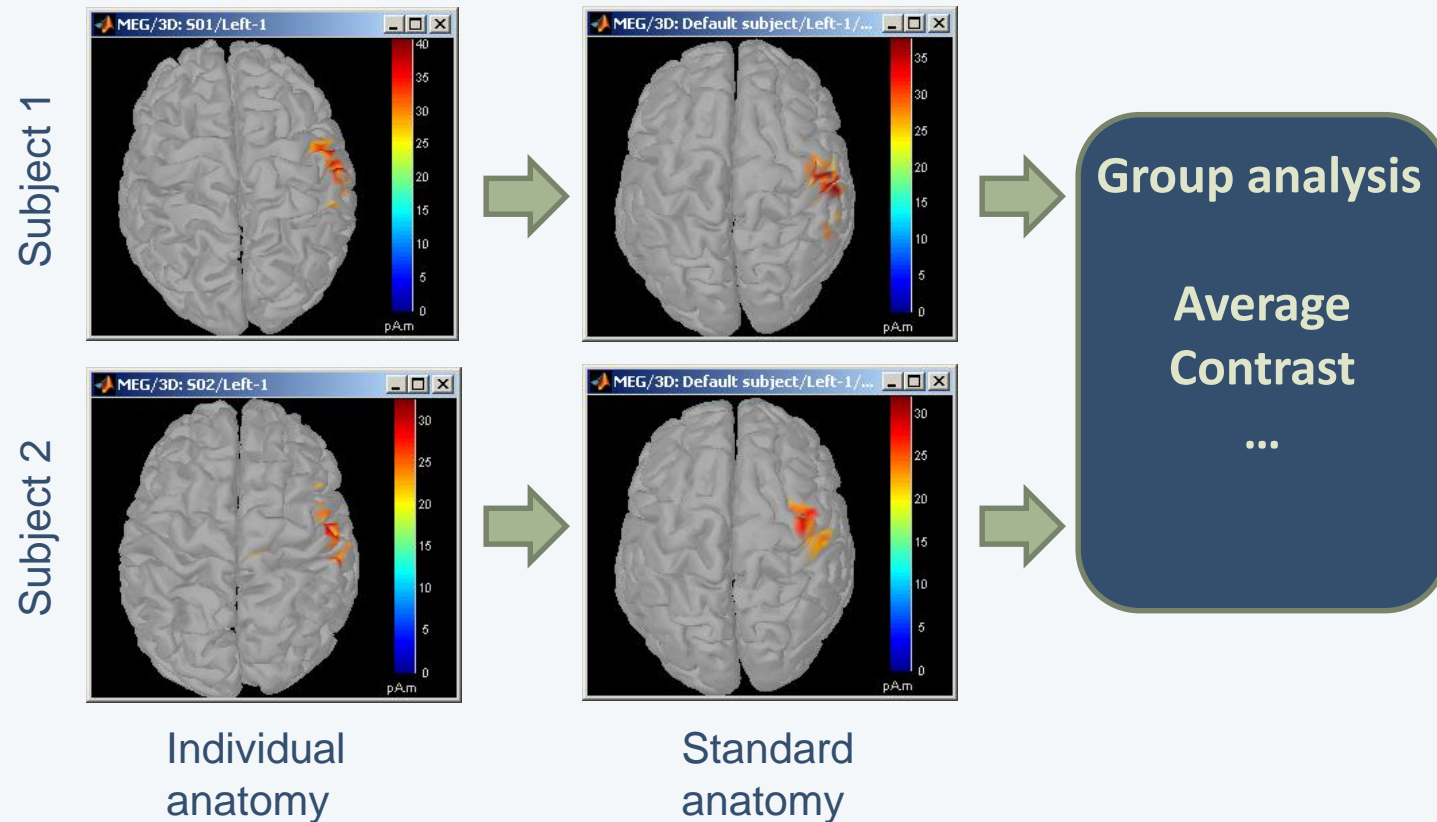 Subject 1
MEG/3D: S01/Left-1
40
35
30
25
20
15
10
5
0
pA.m
MEG/3D: Default subject/Left-1/...
35
30
25
20
15
10
5
0
pA.m
Group analysis
Average
Contrast
...
Subject 2
MEG/3D: S02/Left-1
30
25
20
15
10
5
0
pA.m
MEG/3D: Default subject/Left-1/...
30
25
20
15
10
5
0
pA.m
Individual
anatomy
Standard
anatomy